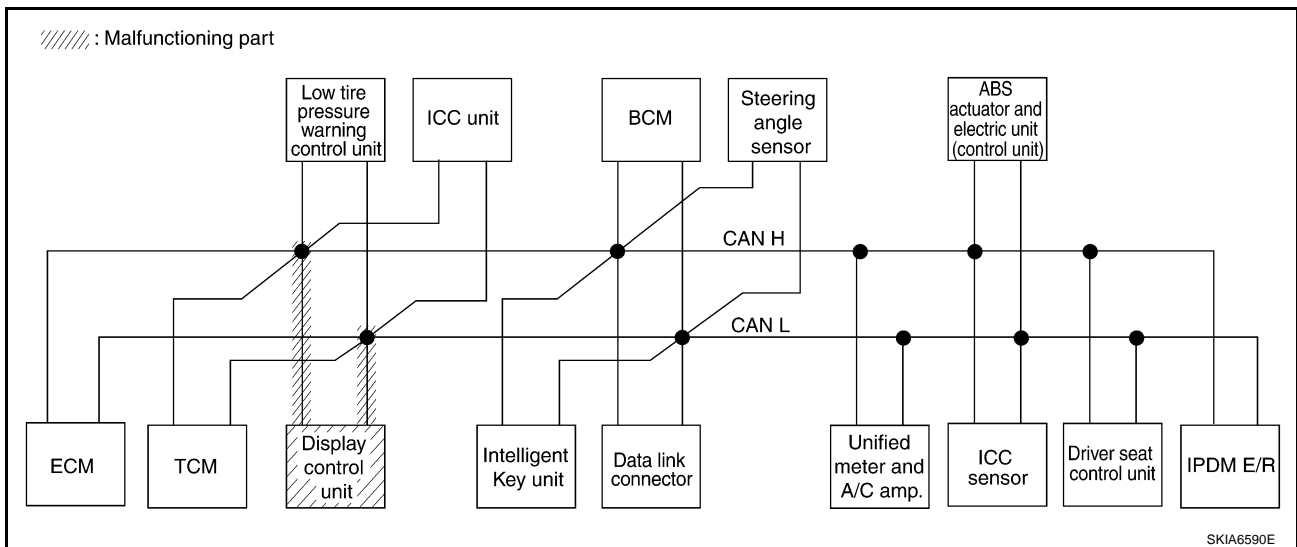 : Malfunctioning part
Low tire
pressure
warning
control unit
ICC unit
BCM
Steering
angle
sensor
ABS
actuator and
electric unit
(control unit)
CAN H
CAN L
ECM
TCM
Display
control
unit
Intelligent
Key unit
Data link
connector
Unified
meter and
A/C amp.
ICC
sensor
Driver seat
control unit
IPDM E/R
SKIA6590E